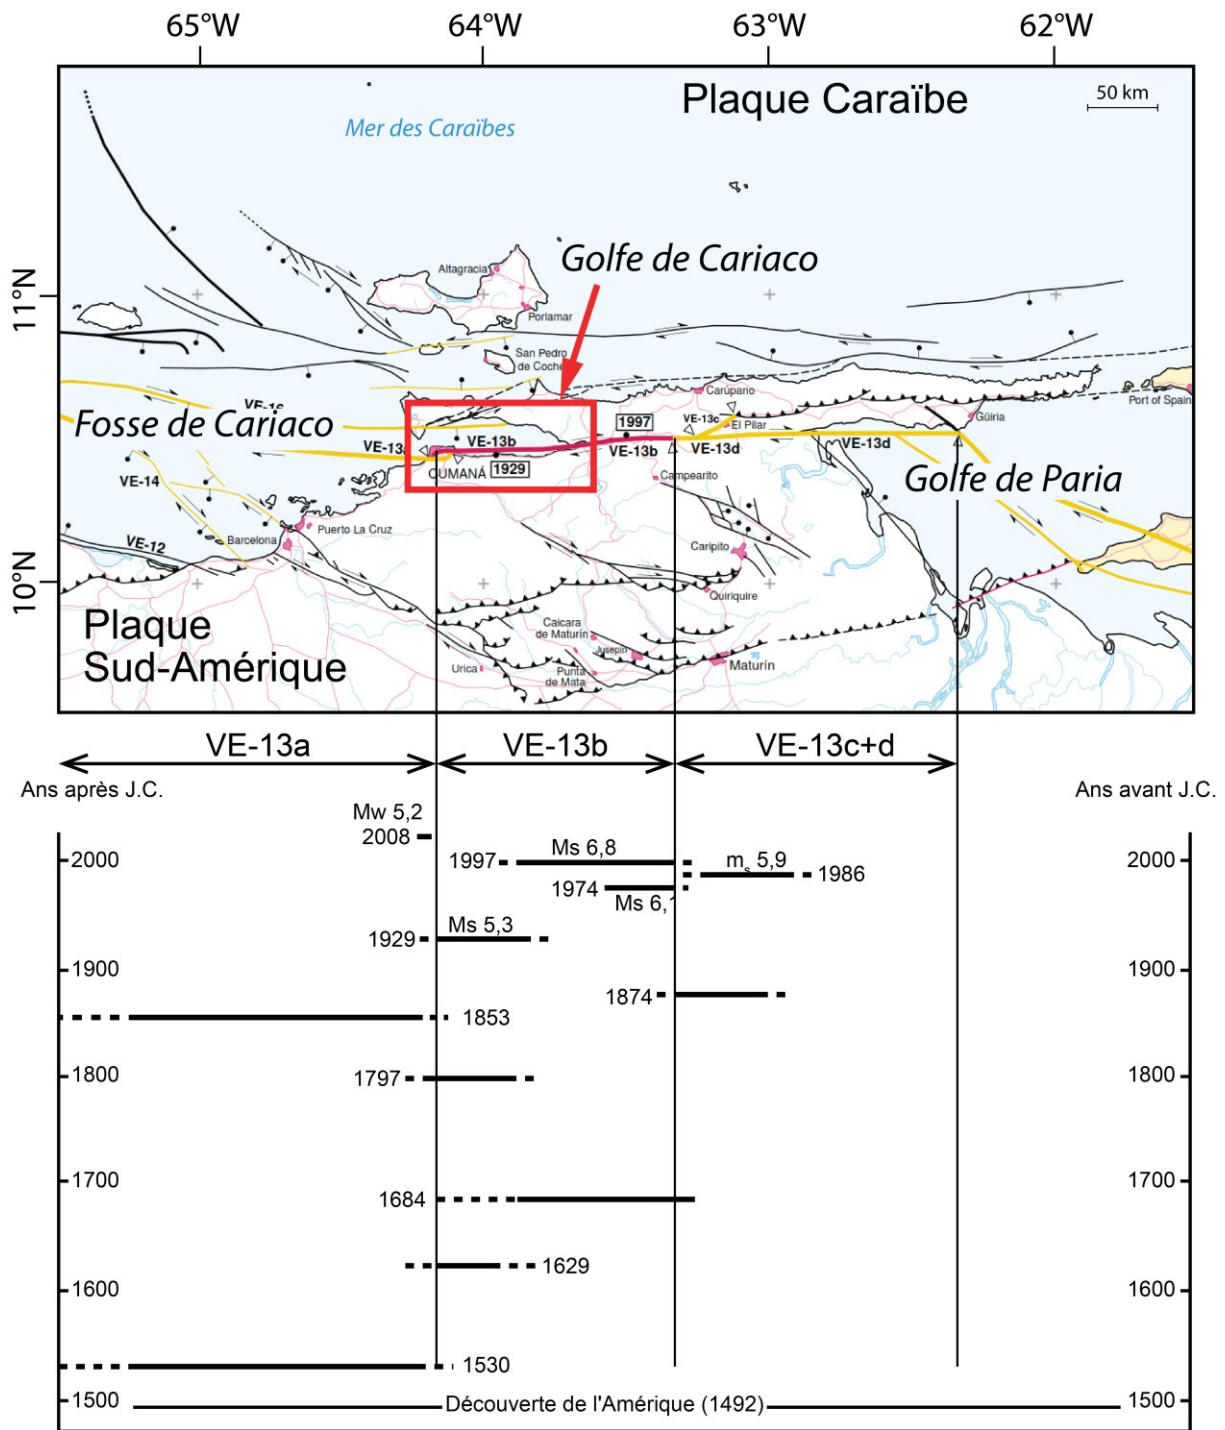 65°W 64°W 63°W 62°W
Plaque Caraïbe
50 km
Mer des Caraïbes
Golfe de Cariaco
11°N
Altagracia
Porlamar
San Pedro
de Coche
Carúpano
Port of Spain
Güiria
VE-13c
El Pilar
1997
Fosse de Cariaco
VE-13b
VE-13b
VE-13d
VE-13d
CUMANÁ
1929
VE-14
Campearito
Golfe de Paria
Puerto La Cruz
Barcelona
VE-12
Caripito
10°N
Quiriquire
Plaque
Sud-Amérique
Caicara
de Maturín
Jusepín
Urica
Punta
de Mata
Maturín
VE-13a VE-13b VE-13c+d
Ans après J.C. Ans avant J.C.
Mw 5,2
2008
2000 2000
1997 Ms 6,8
ms 5,9 1986
1974
Ms 6,1
Ms 5,3
1929
1900 1900
1874
1853
1800 1800
1797
1700 1700
1684
1629
1600 1600
1530
1500 1500
Découverte de l'Amérique (1492)